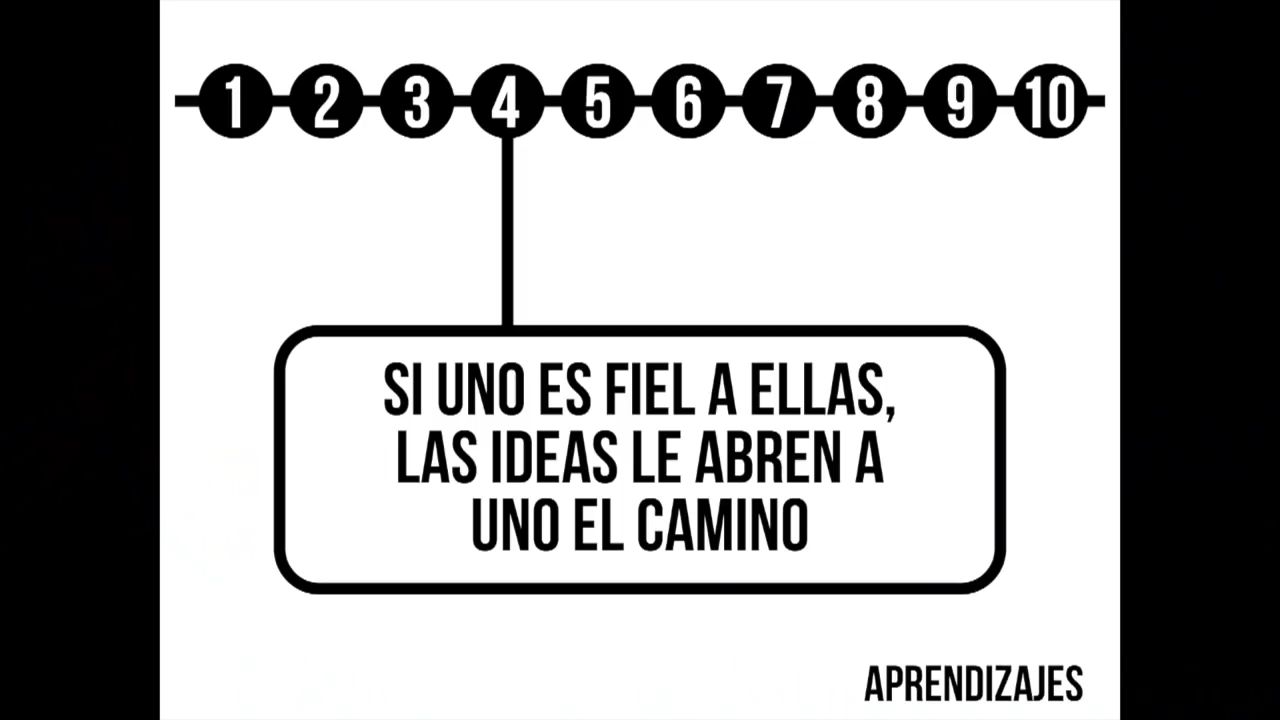 1 2 3 4 5 6 7 8 9 10
SI UNO ES FIEL A ELLAS,
LAS IDEAS LE ABREN A
UNO EL CAMINO
APRENDIZAJES